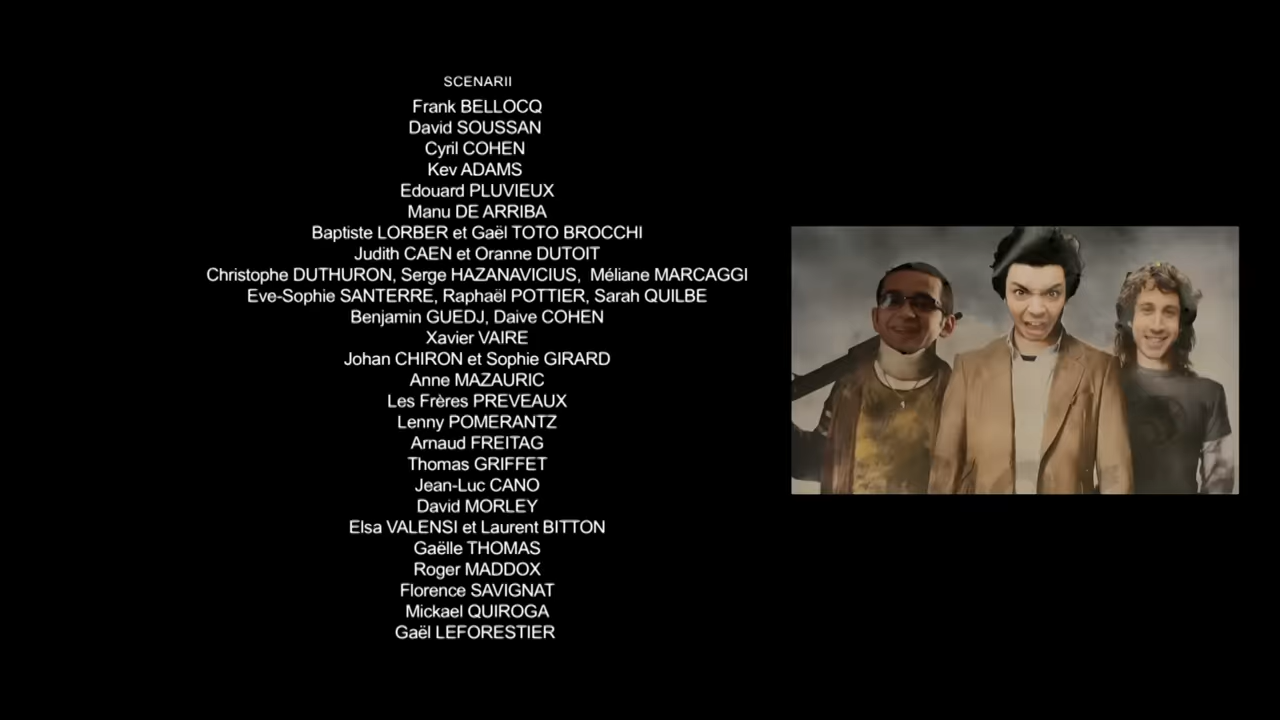 SCENARII
Frank BELLOCQ
David SOUSSAN
Cyril COHEN
Kev ADAMS
Edouard PLUVIEUX
Manu DE ARRIBA
Baptiste LORBER et Gaël TOTO BROCCHI
Judith CAEN et Oranne DUTOIT
Christophe DUTHURON, Serge HAZANAVICIUS, Méliane MARCAGGI
Eve-Sophie SANTERRE, Raphaël POTTIER, Sarah QUILBE
Benjamin GUEDJ, Daive COHEN
Xavier VAIRE
Johan CHIRON et Sophie GIRARD
Anne MAZAURIC
Les Frères PREVEAUX
Lenny POMERANTZ
Arnaud FREITAG
Thomas GRIFFET
Jean-Luc CANO
David MORLEY
Elsa VALENSI et Laurent BITTON
Gaëlle THOMAS
Roger MADDOX
Florence SAVIGNAT
Mickael QUIROGA
Gaël LEFORESTIER